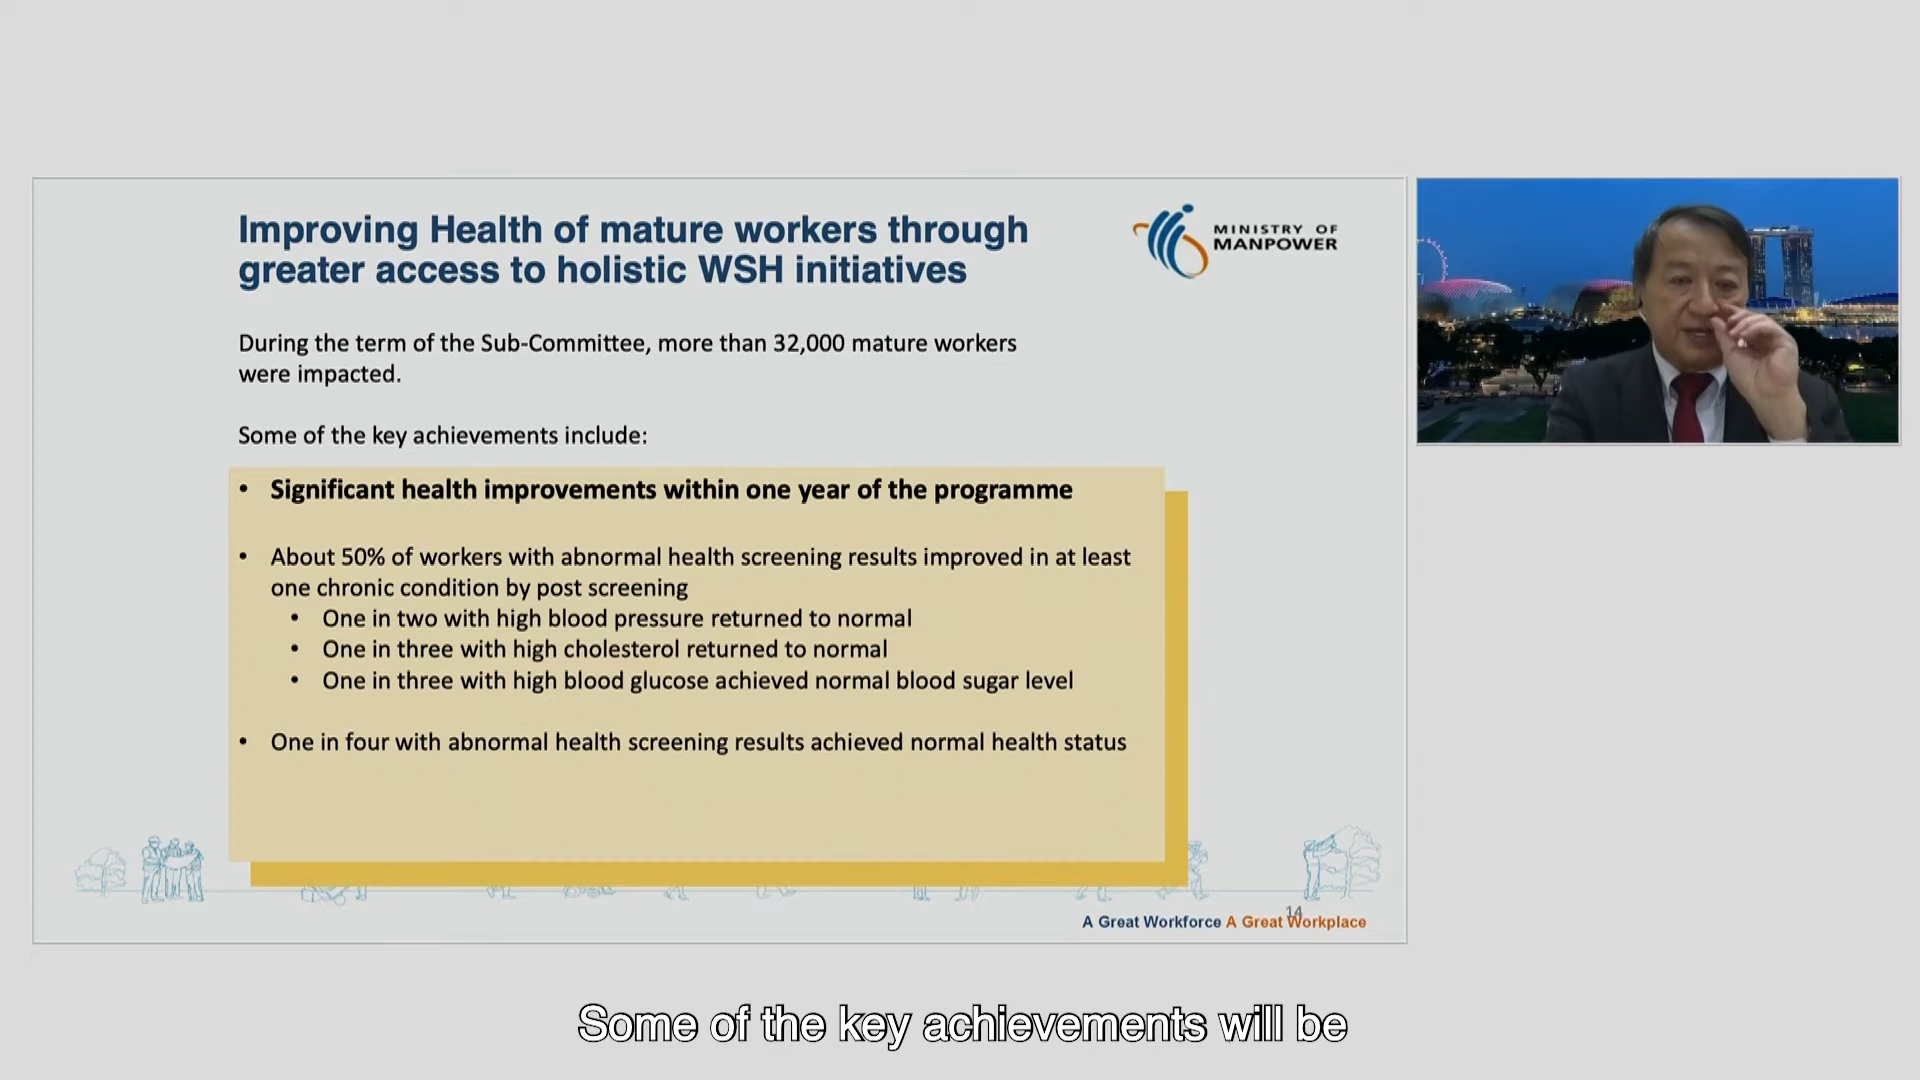 Improving Health of mature workers through
greater access to holistic WSH initiatives
MINISTRY OF
MANPOWER
During the term of the Sub-Committee, more than 32,000 mature workers
were impacted.
Some of the key achievements include:
• Significant health improvements within one year of the programme
• About 50% of workers with abnormal health screening results improved in at least
one chronic condition by post screening
• One in two with high blood pressure returned to normal
• One in three with high cholesterol returned to normal
• One in three with high blood glucose achieved normal blood sugar level
• One in four with abnormal health screening results achieved normal health status
14
A Great Workforce A Great Workplace
Some of the key achievements will be